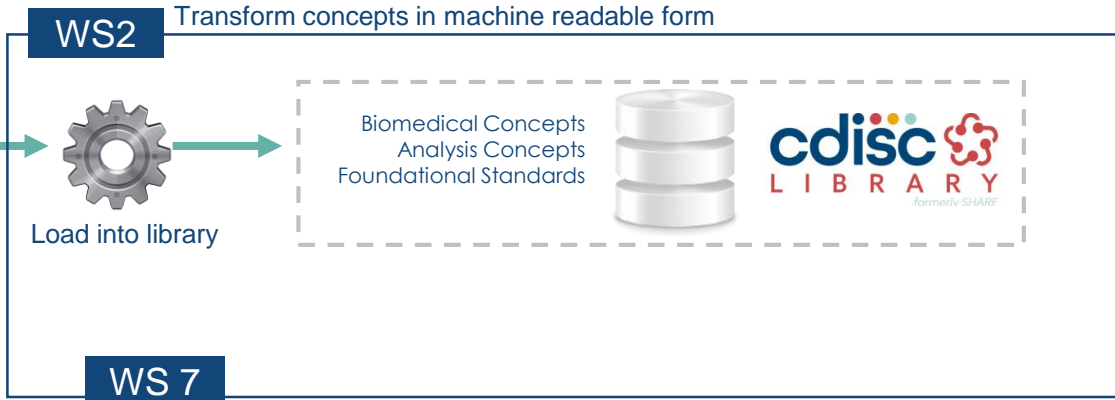 WS2
Transform concepts in machine readable form
Biomedical Concepts
Analysis Concepts
Foundational Standards
cdisc
LIBRARY
formerly SHARE
Load into library
WS 7